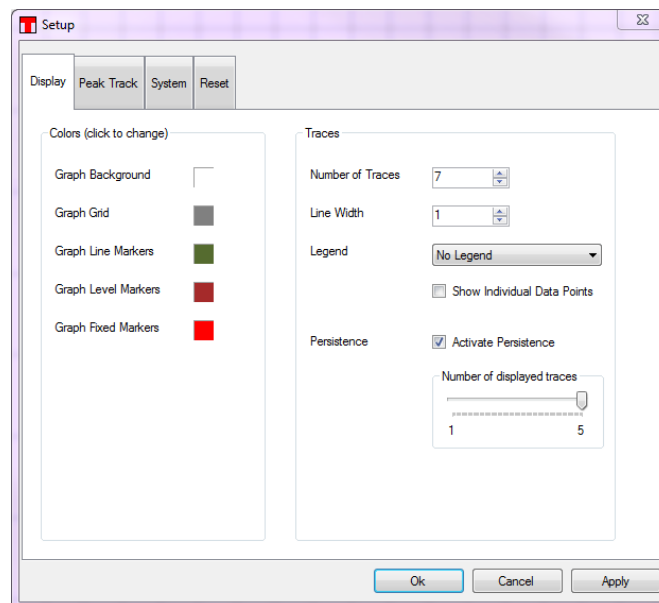 Setup
Display
Peak Track
System
Reset
Colors (click to change)
Graph Background
Graph Grid
Graph Line Markers
Graph Level Markers
Graph Fixed Markers
Traces
Number of Traces
7
Line Width
1
Legend
No Legend
Show Individual Data Points
Persistence
Activate Persistence
Number of displayed traces
1
5
Ok
Cancel
Apply